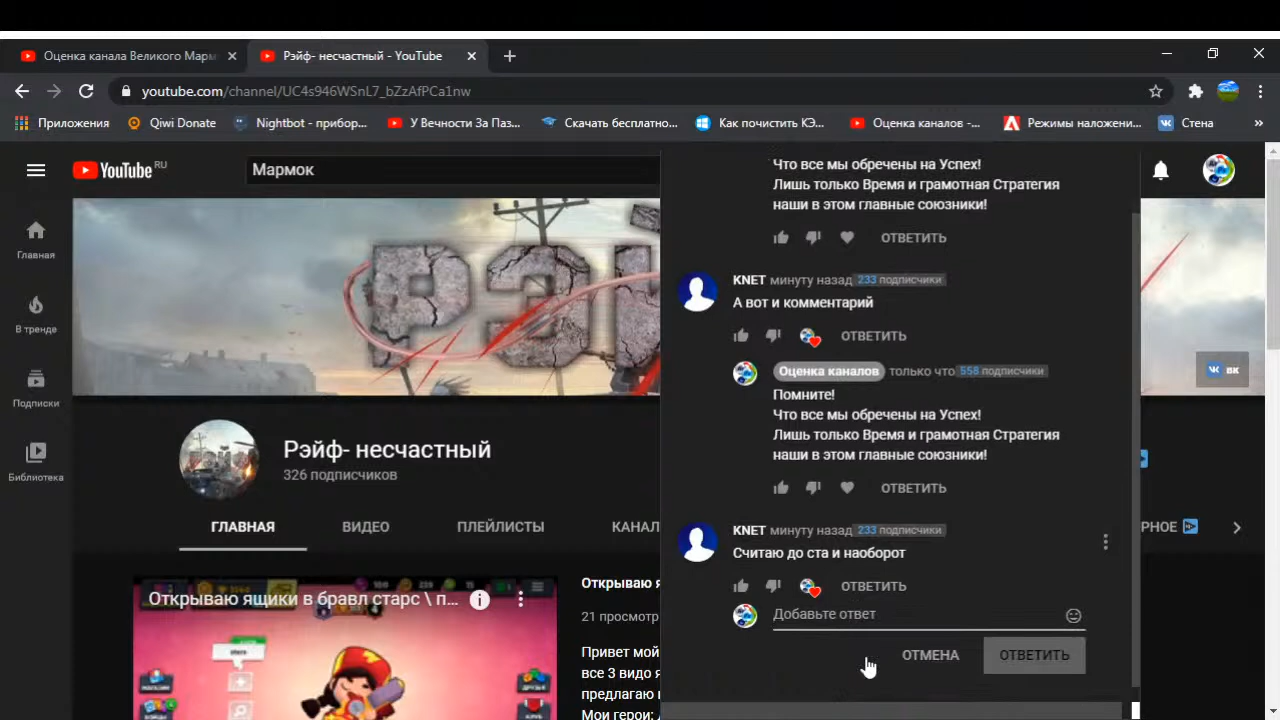 Оценка канала Великого Марм
Рэйф- несчастный - YouTube
youtube.com/channel/UC4s946WSnL7_bZzAfPCa1nw
Приложения
Qiwi Donate
Nightbot - прибор...
У Вечности За Паз...
Скачать бесплатно...
Как почистить КЭ...
Оценка каналов -...
Режимы наложени...
Стена
YouTube RU
Мармок
Главная
В тренде
Подписки
Библиотека
РЭЙ
вк
Рэйф- несчастный
326 подписчиков
ГЛАВНАЯ
ВИДЕО
ПЛЕЙЛИСТЫ
КАНАЛ
РНОЕ
Открываю ящики в бравл старс \ п...
Открываю я
21 просмотр
Привет мой
все 3 видо я
предлагаю
Мои герои:
Что все мы обречены на Успех!
Лишь только Время и грамотная Стратегия
наши в этом главные союзники!
ОТВЕТИТЬ
KNET минуту назад 233 подписчики
А вот и комментарий
ОТВЕТИТЬ
Оценка каналов только что 558 подписчики
Помните!
Что все мы обречены на Успех!
Лишь только Время и грамотная Стратегия
наши в этом главные союзники!
ОТВЕТИТЬ
KNET минуту назад 233 подписчики
Считаю до ста и наоборот
ОТВЕТИТЬ
Добавьте ответ
ОТМЕНА
ОТВЕТИТЬ